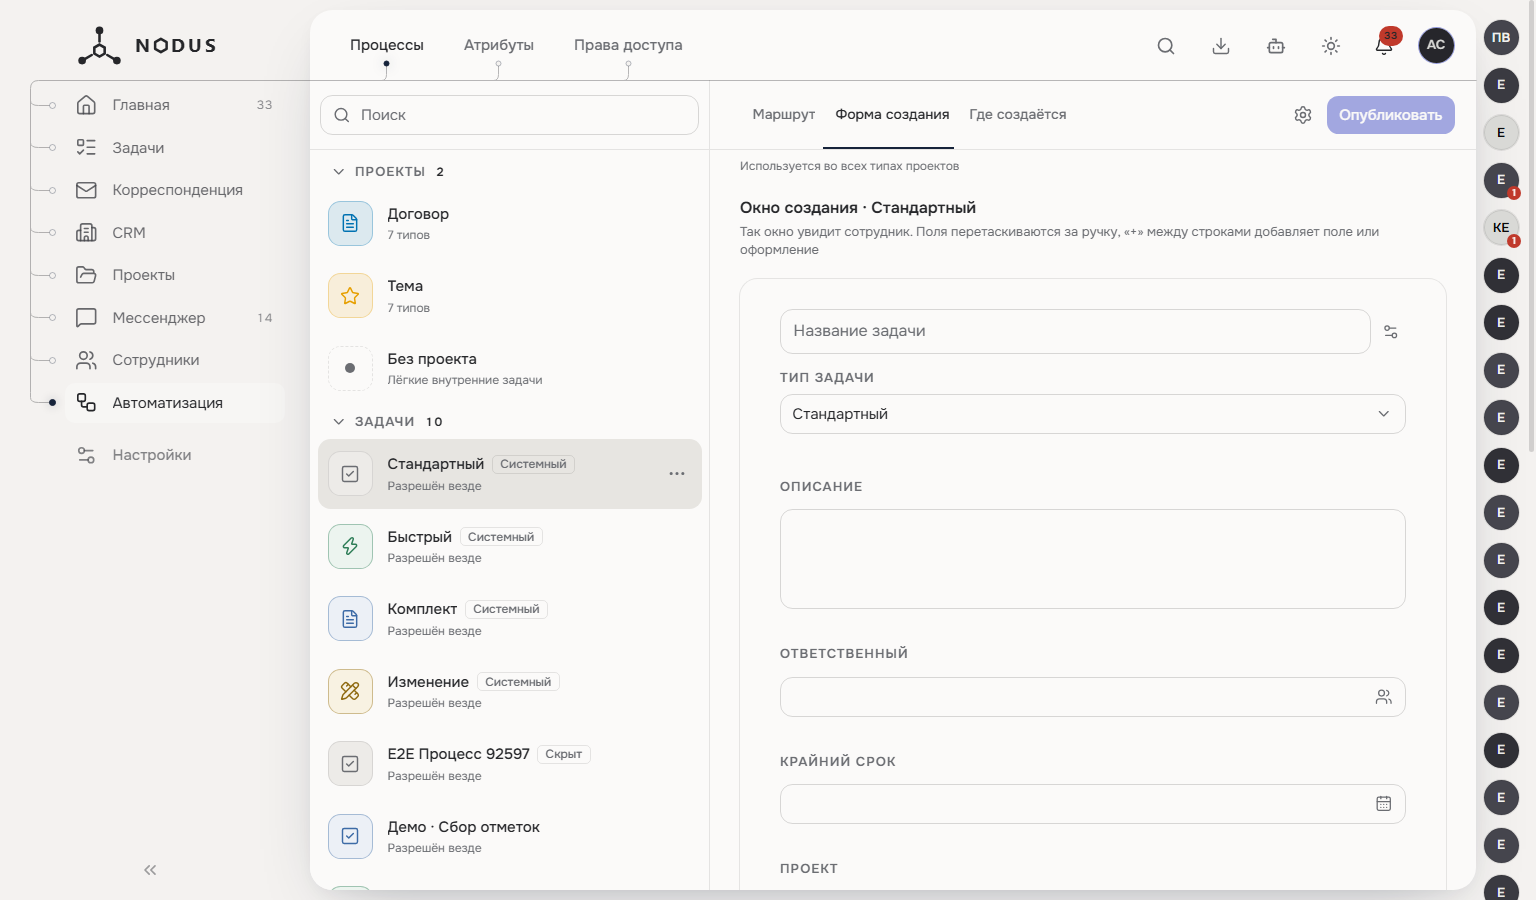 NODUS
Процессы
Атрибуты
Права доступа
33
АС
ПВ
Главная
33
Задачи
Корреспонденция
CRM
Проекты
Мессенджер
14
Сотрудники
Автоматизация
Настройки
Поиск
ПРОЕКТЫ 2
Договор
7 типов
Тема
7 типов
Без проекта
Лёгкие внутренние задачи
ЗАДАЧИ 10
Стандартный Системный
Разрешён везде
Быстрый Системный
Разрешён везде
Комплект Системный
Разрешён везде
Изменение Системный
Разрешён везде
E2E Процесс 92597 Скрыт
Разрешён везде
Демо · Сбор отметок
Разрешён везде
Маршрут
Форма создания
Где создаётся
Опубликовать
Используется во всех типах проектов
Окно создания · Стандартный
Так окно увидит сотрудник. Поля перетаскиваются за ручку, «+» между строками добавляет поле или
оформление
Название задачи
ТИП ЗАДАЧИ
Стандартный
ОПИСАНИЕ
ОТВЕТСТВЕННЫЙ
КРАЙНИЙ СРОК
ПРОЕКТ
E
E
E
1
KE
1
E
E
E
E
E
E
E
E
E
E
E
E
E
E